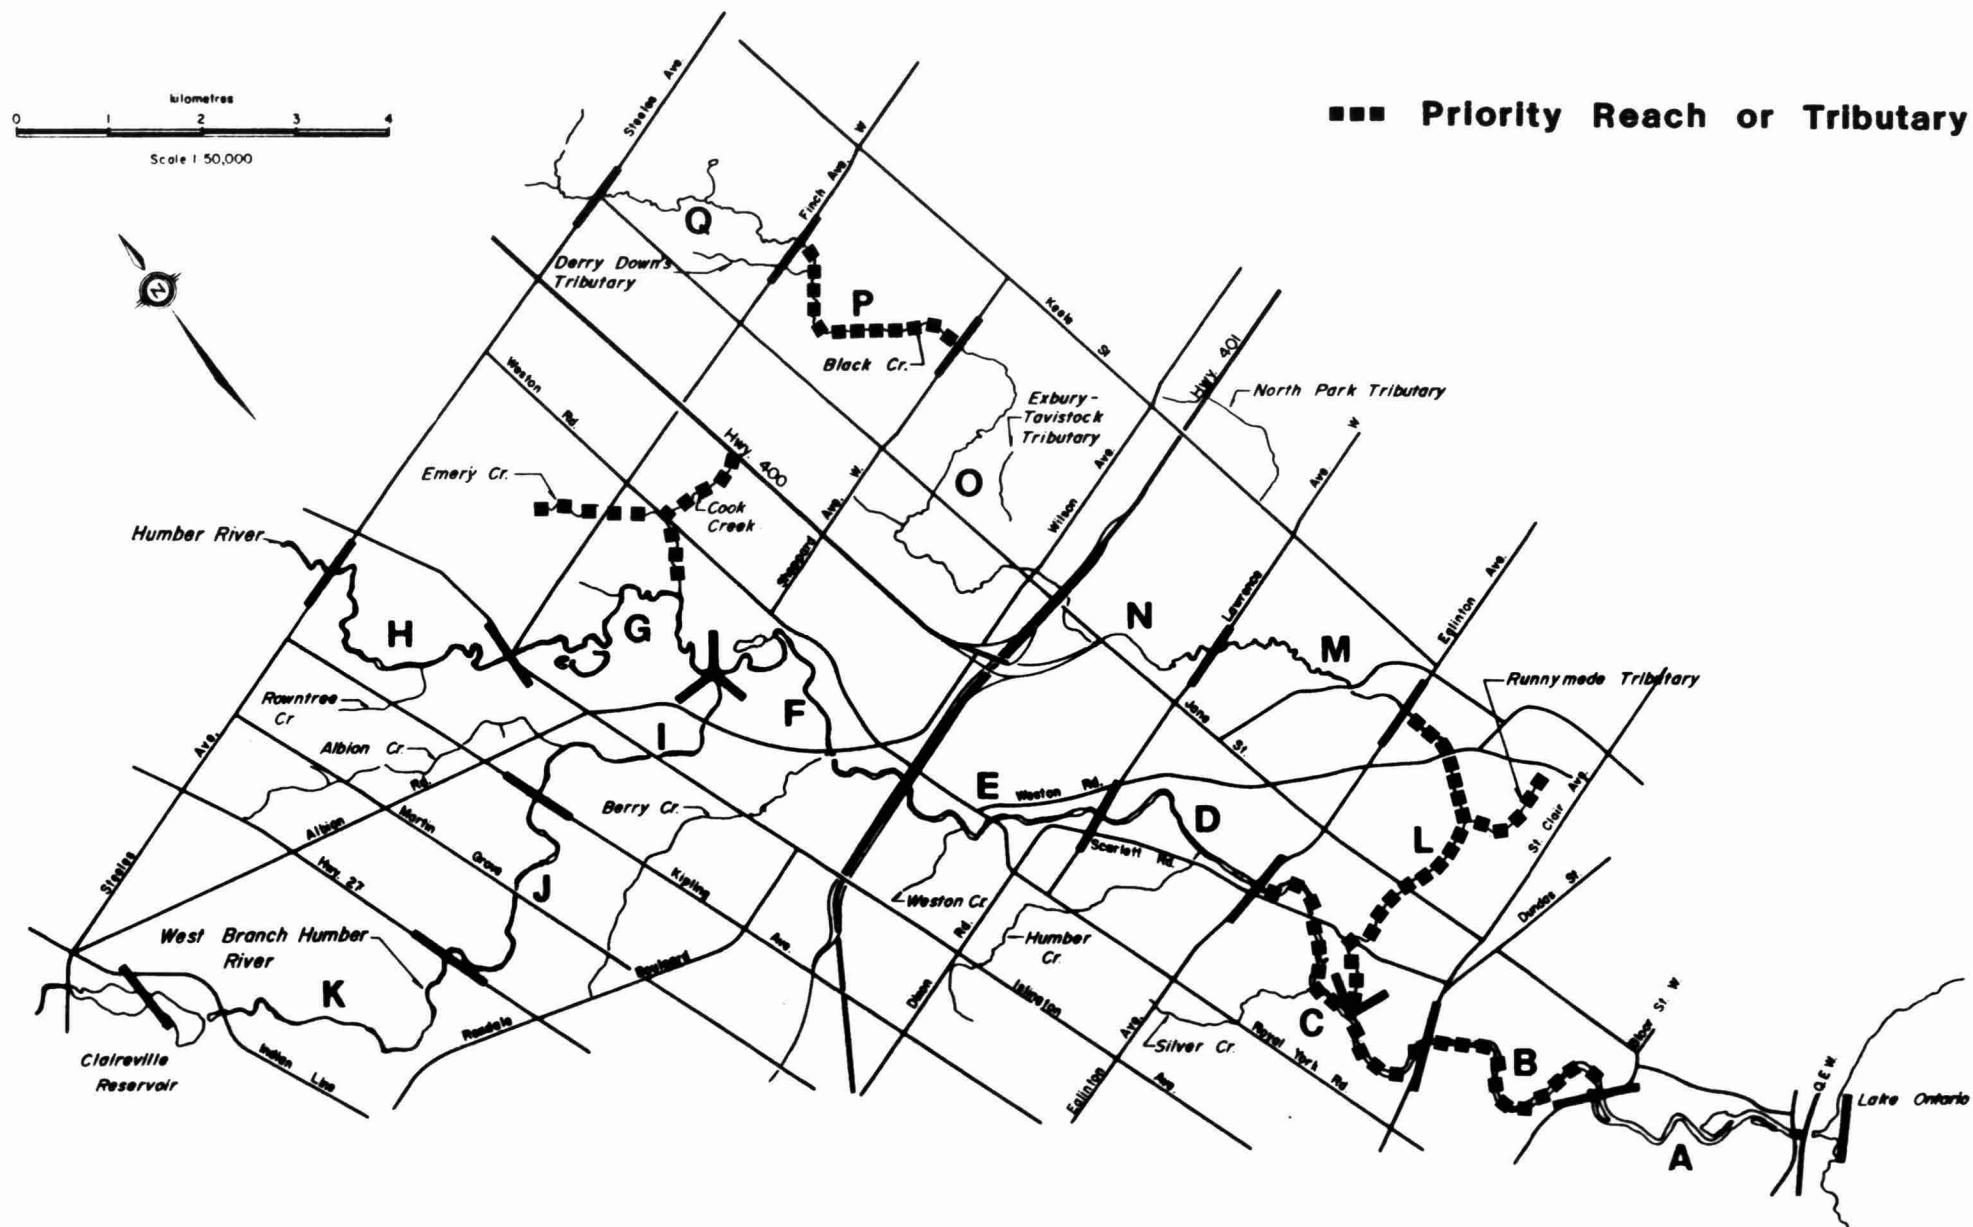 kilometres
0 1 2 3 4
Scale 1 50,000
Priority Reach or Tributary
Steeles Ave.
Finch Ave. W
Q
Derry Down's
Tributary
P
Black Cr.
Keele St
Hwy. 401
North Park Tributary
Exbury-
Tavistock
Tributary
O
Weston Rd.
Hwy. 400
Emery Cr.
Cook
Creek
Sheppard Ave. W.
Wilson Ave.
Lawrence Ave W
Eglinton Ave.
Humber River
H
G
N
M
Runnymede Tributary
Rowntree
Cr
F
I
Jane St
Albion Cr.
Albion Rd.
Berry Cr.
E
Weston Rd.
D
Scarlett Rd.
L
St. Clair Ave.
Dundas St
Steeles Ave.
Martin Grove
Hwy. 27
Kipling Ave.
J
Weston Cr.
West Branch Humber
River
K
Rexdale Boulevard
Dixon Rd.
Humber
Cr.
Islington Ave
C
Silver Cr.
Royal York Rd
B
Bloor St. W
Q.E.W.
Lake Ontario
A
Claireville
Reservoir
Indian Line
Eglinton Ave.
N